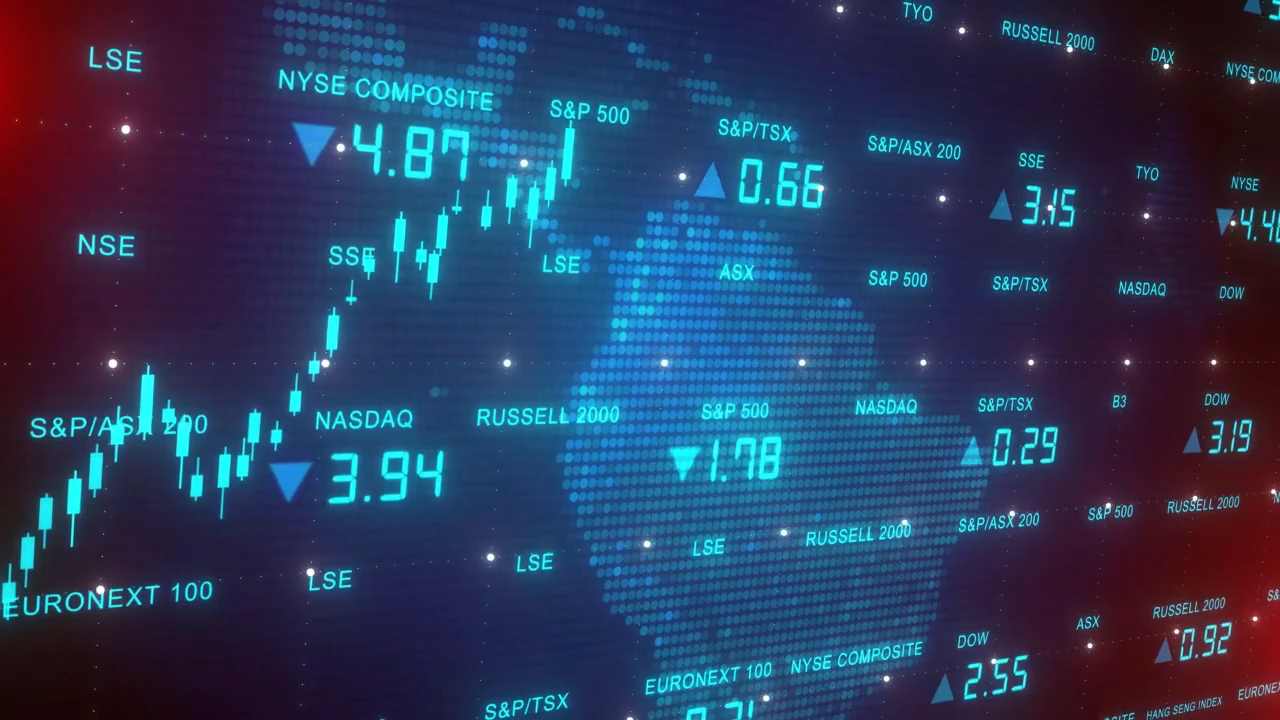 TYO
RUSSELL 2000
DAX
LSE
NYSE COM
NYSE COMPOSITE
4.87
S&P 500
S&P/TSX
0.66
S&P/ASX 200
SSE
3.15
TYO
NYSE
NSE
SSE
LSE
ASX
S&P 500
S&P/TSX
NASDAQ
DOW
S&P/ASX 200
NASDAQ
3.94
RUSSELL 2000
S&P 500
1.78
NASDAQ
S&P/TSX
0.29
B3
DOW
3.19
EURONEXT 100
LSE
LSE
LSE
RUSSELL 2000
S&P/ASX 200
S&P 500
RUSSELL 2000
S&P/TSX
EURONEXT 100
NYSE COMPOSITE
DOW
2.55
ASX
RUSSELL 2000
0.92
HANG SENG INDEX